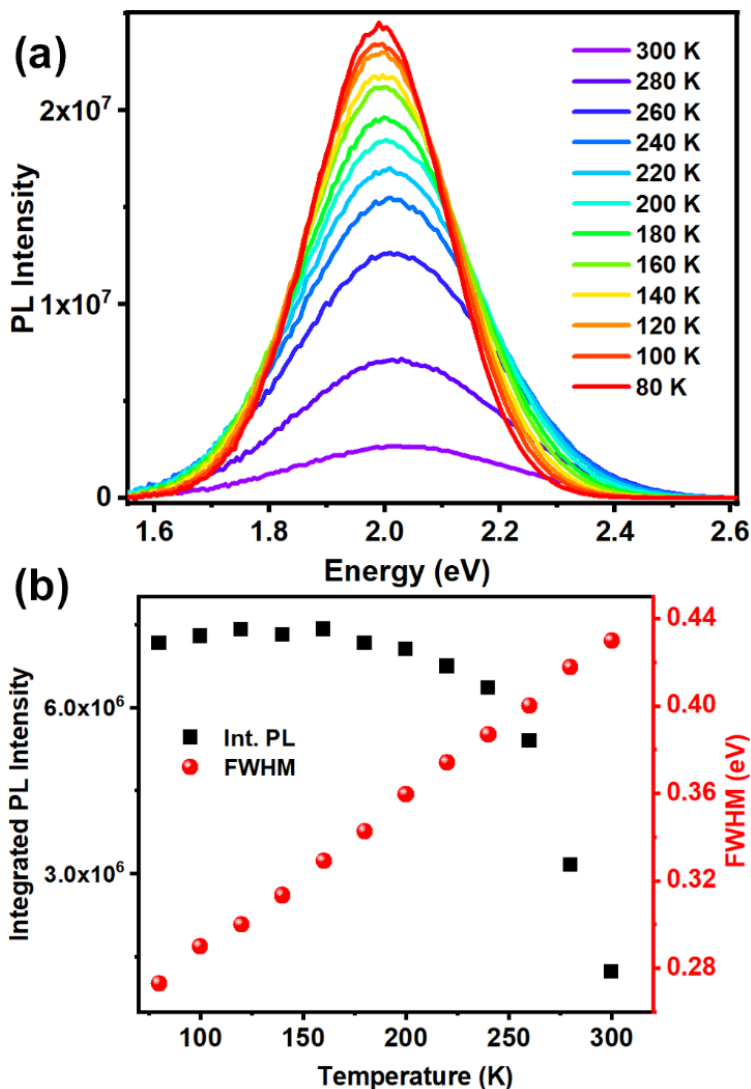 (a)
PL Intensity
2x10⁷
1x10⁷
0
300 K
280 K
260 K
240 K
220 K
200 K
180 K
160 K
140 K
120 K
100 K
80 K
1.6 1.8 2.0 2.2 2.4 2.6
Energy (eV)
(b)
Integrated PL Intensity
6.0x10⁶
3.0x10⁶
Int. PL
FWHM
0.44
0.40
0.36
0.32
0.28
FWHM (eV)
100 150 200 250 300
Temperature (K)